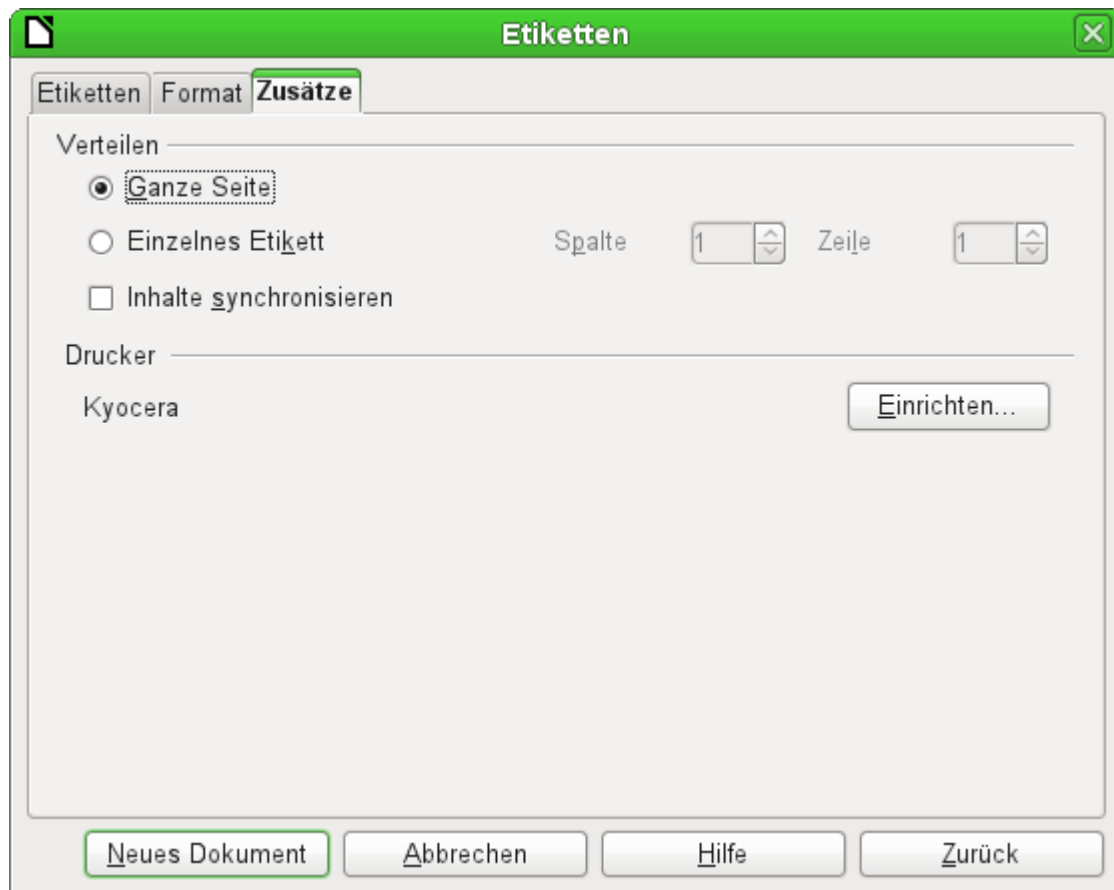 Etiketten
Etiketten Format Zusätze
Verteilen
Ganze Seite
Einzelnes Etikett Spalte 1 Zeile 1
Inhalte synchronisieren
Drucker
Kyocera Einrichten...
Neues Dokument Abbrechen Hilfe Zurück